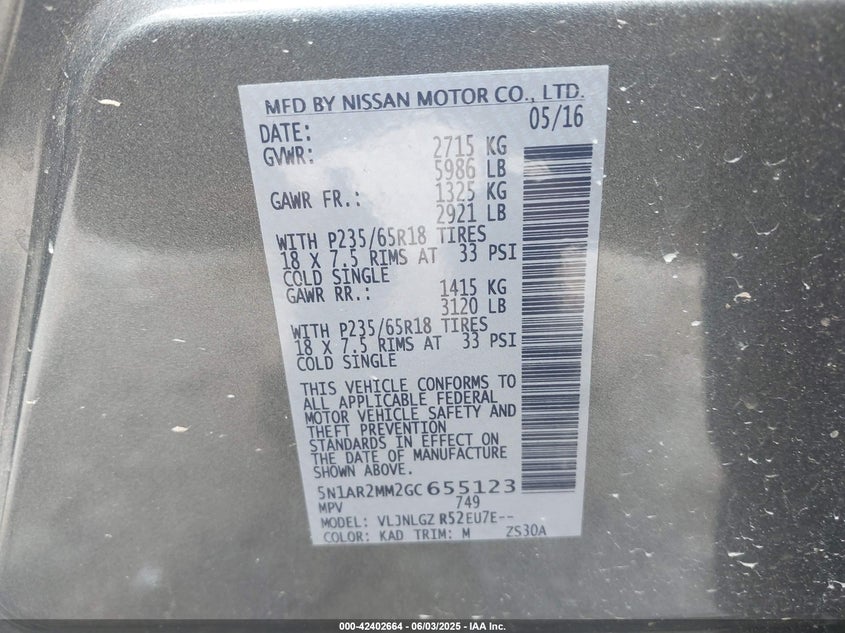 MFD BY NISSAN MOTOR CO., LTD.
DATE: 05/16
GVWR: 2715 KG
5986 LB
GAWR FR.: 1325 KG
2921 LB
WITH P235/65R18 TIRES
18 X 7.5 RIMS AT 33 PSI
COLD SINGLE
GAWR RR.: 1415 KG
3120 LB
WITH P235/65R18 TIRES
18 X 7.5 RIMS AT 33 PSI
COLD SINGLE
THIS VEHICLE CONFORMS TO
ALL APPLICABLE FEDERAL
MOTOR VEHICLE SAFETY AND
THEFT PREVENTION
STANDARDS IN EFFECT ON
THE DATE OF MANUFACTURE
SHOWN ABOVE.
5N1AR2MM2GC655123
MPV 749
MODEL: VLJNLGZ R52EU7E--
COLOR: KAD TRIM: M ZS30A
000-42402664 - 06/03/2025 - IAA Inc.